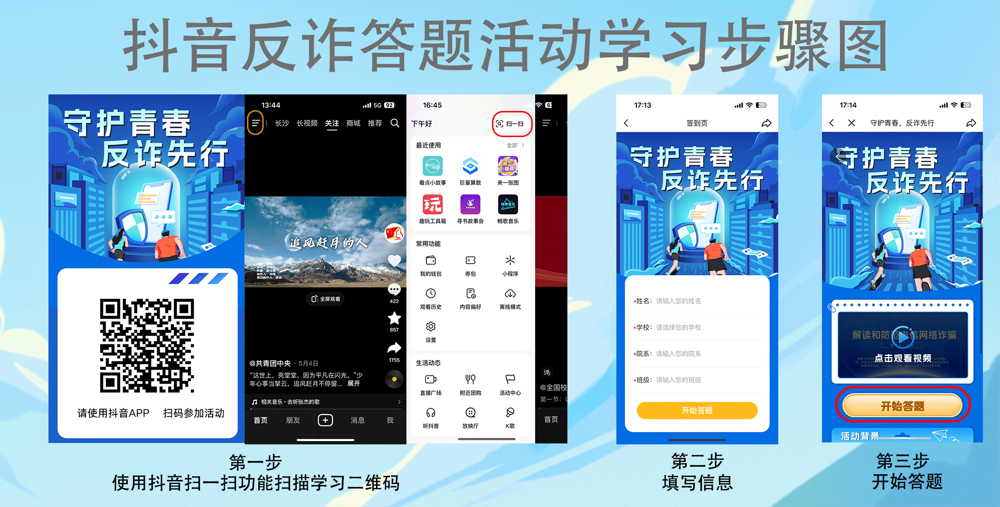 抖音反诈答题活动学习步骤图
守护青春
反诈先行
请使用抖音APP 扫码参加活动
13:44
5G 92
长沙 长视频 关注 商城 推荐
追风赶月的人
7969
422
全屏观看
657
1755
@共青团中央 · 5月4日
“这世上，亮堂堂，因为平凡在闪光。”少
年心事当拏云，追风赶月不停留... 展开
相关音乐 · 去听张杰的歌
首页 朋友 消息 我
16:45
下午好 扫一扫
最近使用 全部
看点小故事 巨量算数 来一张图
趣玩工具箱 寻书故事会 畅歌音乐
常用功能
我的钱包 券包 小程序
观看历史 内容偏好 离线模式
设置
生活动态
直播广场 附近团购 活动中心
听抖音 放映厅 K歌
弹
@全国校
第一节：
首页
第一步
使用抖音扫一扫功能扫描学习二维码
17:13
29
签到页
守护青春
反诈先行
*姓名： 请输入您的姓名
*学校： 请选择您的学校
*院系： 请输入您的院系
*班级： 请输入您的班级
开始答题
第二步
填写信息
17:14
29
守护青春，反诈先行
守护青春
反诈先行
解读和防范电信网络诈骗
点击观看视频
开始答题
活动背景
第三步
开始答题